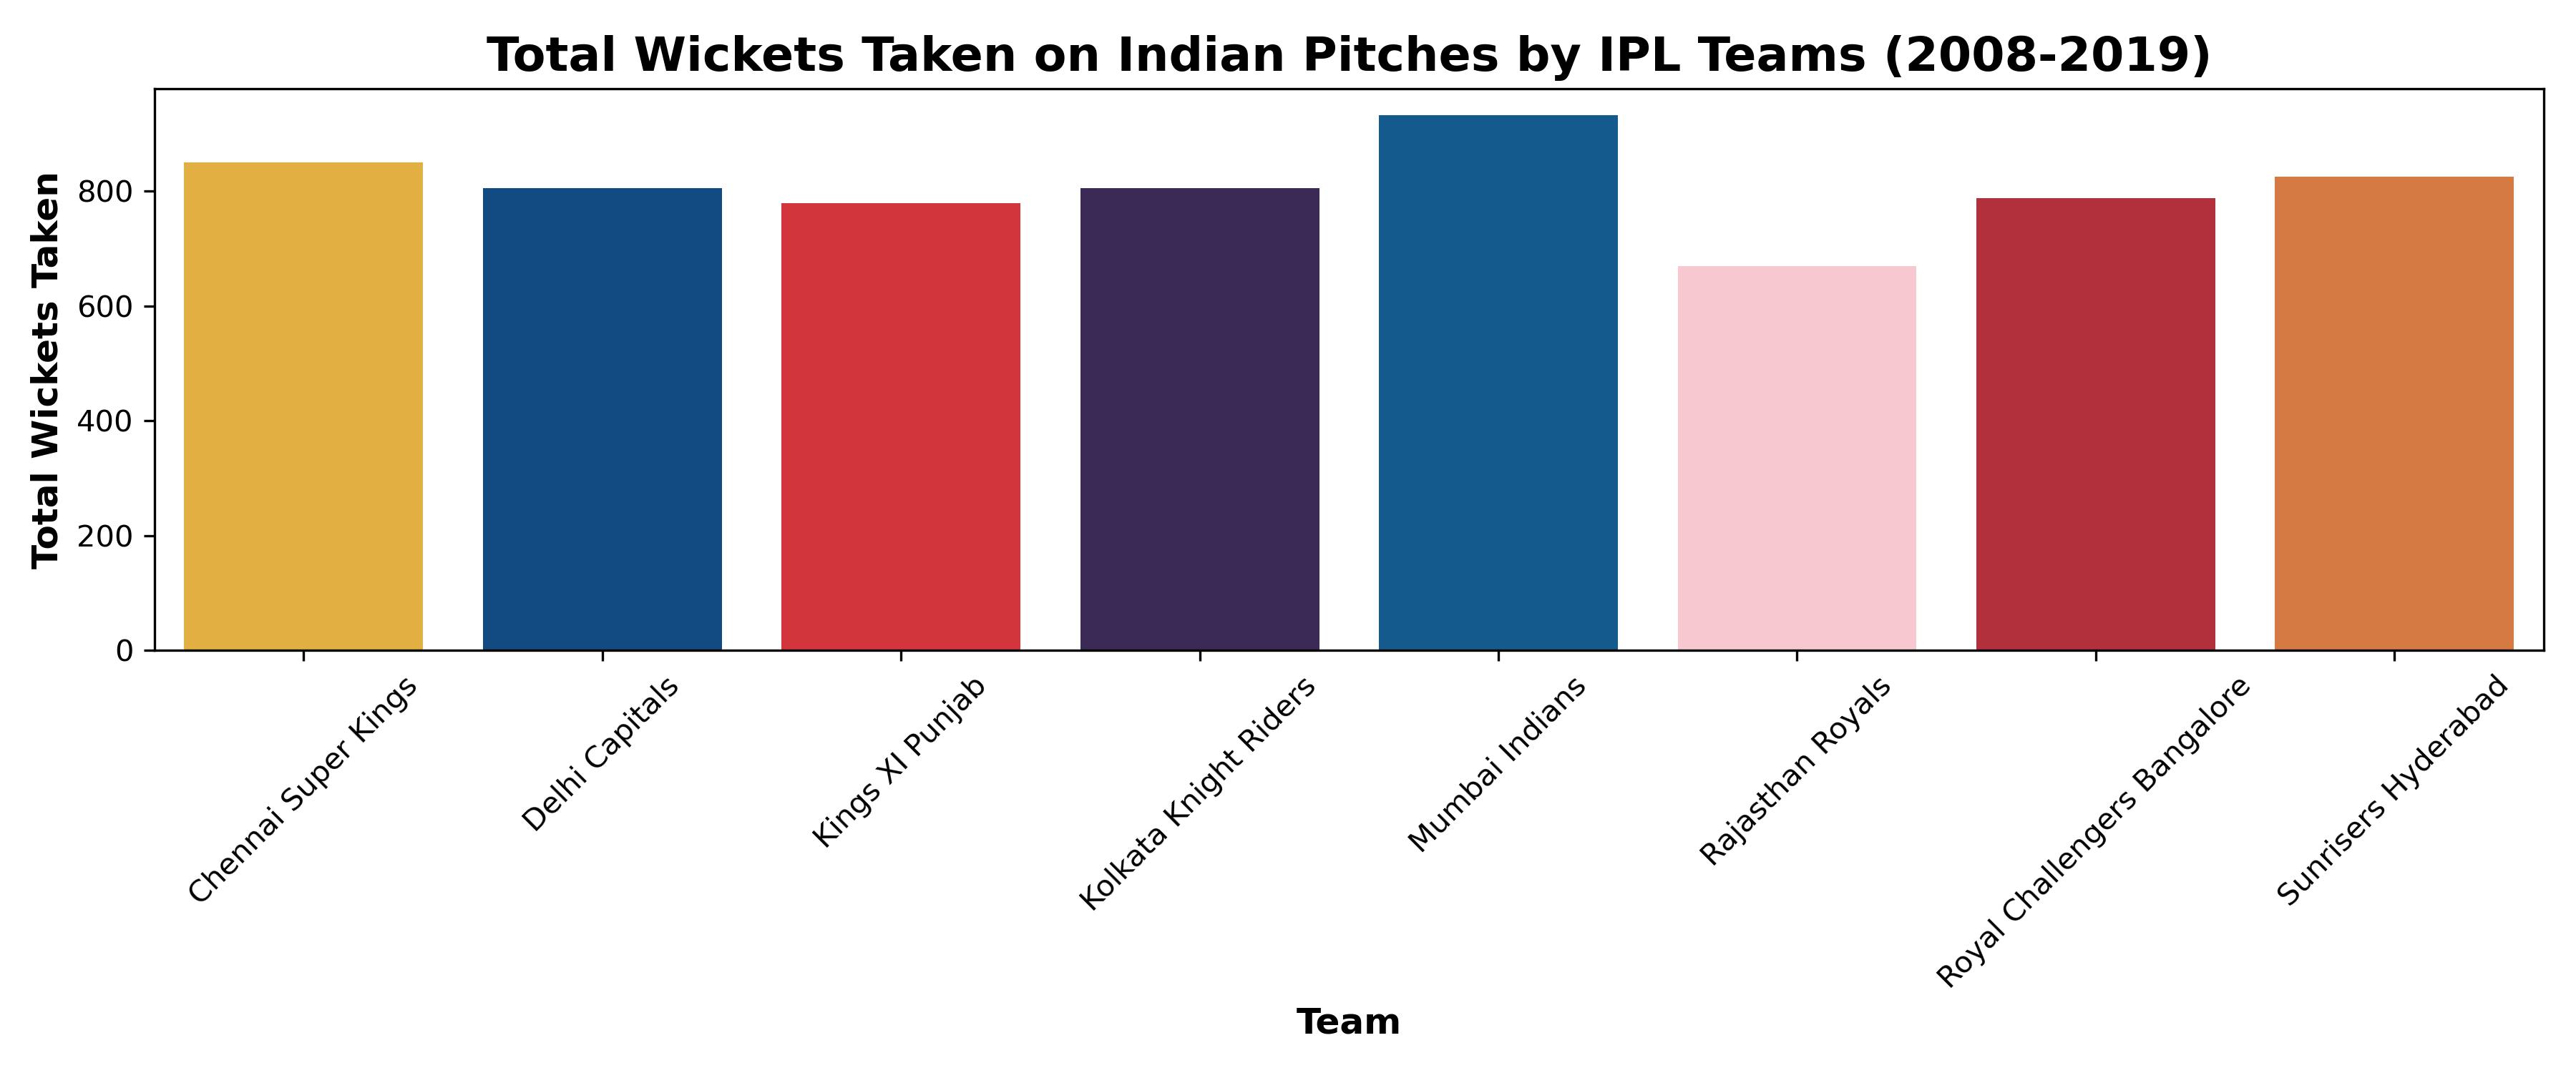 Total Wickets Taken on Indian Pitches by IPL Teams (2008-2019)
Total Wickets Taken
800
600
400
200
0
Chennai Super Kings
Delhi Capitals
Kings XI Punjab
Kolkata Knight Riders
Mumbai Indians
Rajasthan Royals
Royal Challengers Bangalore
Sunrisers Hyderabad
Team